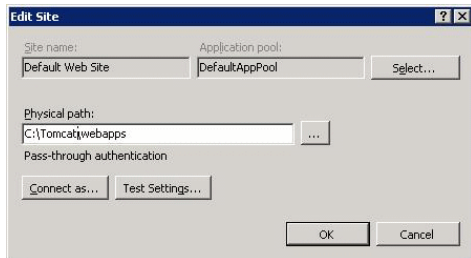 Edit Site
Site name:
Application pool:
Default Web Site
DefaultAppPool
Select...
Physical path:
C:\Tomcat\webapps
...
Pass-through authentication
Connect as...
Test Settings...
OK
Cancel